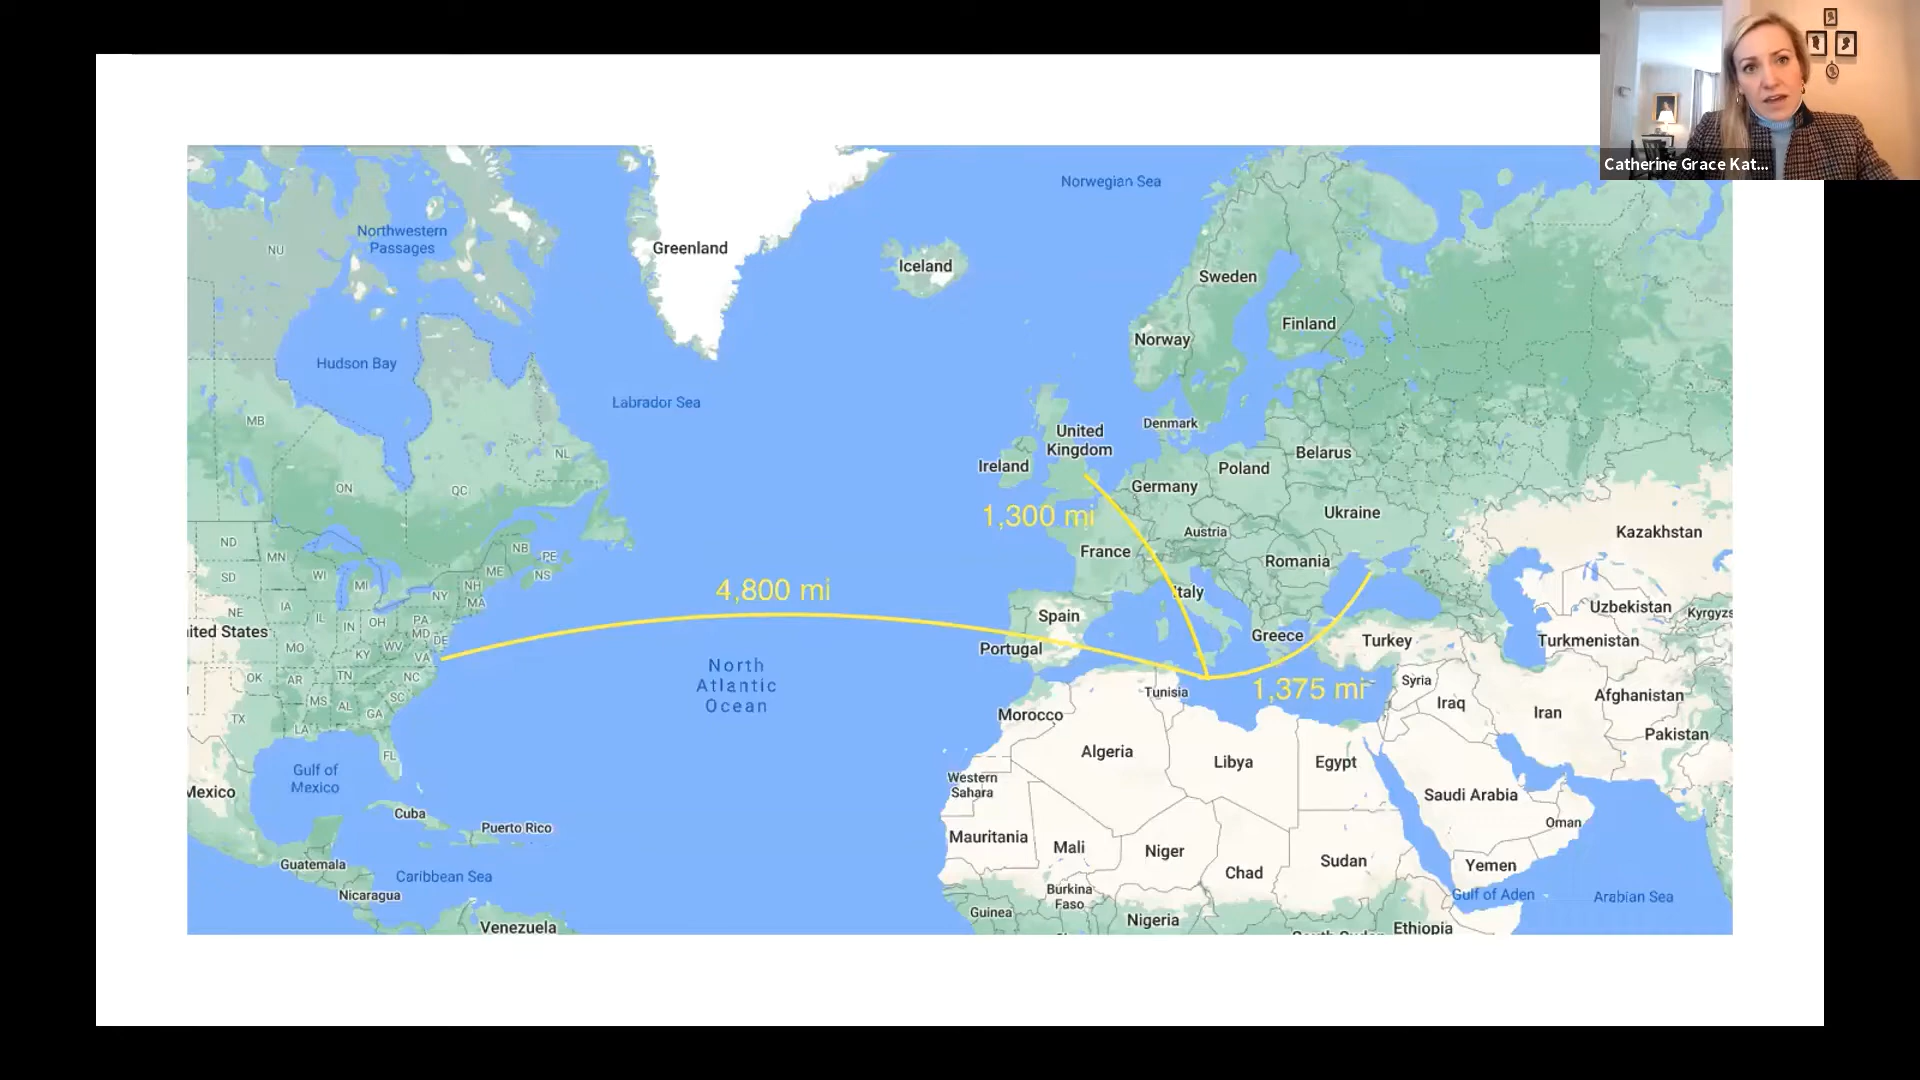 Catherine Grace Kat...
Norwegian Sea
Northwestern
Passages
NU
Greenland
Iceland
Sweden
Finland
Norway
Hudson Bay
Labrador Sea
MB
Denmark
United
Kingdom
Ireland
Belarus
Poland
Germany
NL
ON
QC
1,300 mi
Ukraine
Kazakhstan
Austria
France
Romania
ND
MN
NB
PE
SD
WI
MI
ME
NS
NH
NY
MA
4,800 mi
Italy
NE
IA
IL
IN
OH
PA
MD
DE
Spain
Uzbekistan
Kyrgyzs
ited States
MO
KY
WV
VA
Portugal
Greece
Turkey
Turkmenistan
OK
AR
TN
NC
North
Atlantic
Ocean
Tunisia
1,375 mi
Syria
Iraq
Iran
Afghanistan
Pakistan
MS
AL
GA
SC
TX
LA
FL
Morocco
Algeria
Libya
Egypt
Saudi Arabia
Oman
Yemen
Gulf of
Mexico
Mexico
Western
Sahara
Cuba
Puerto Rico
Mauritania
Mali
Niger
Chad
Sudan
Guatemala
Caribbean Sea
Nicaragua
Burkina
Faso
Guinea
Nigeria
Gulf of Aden
Arabian Sea
Venezuela
Ethiopia